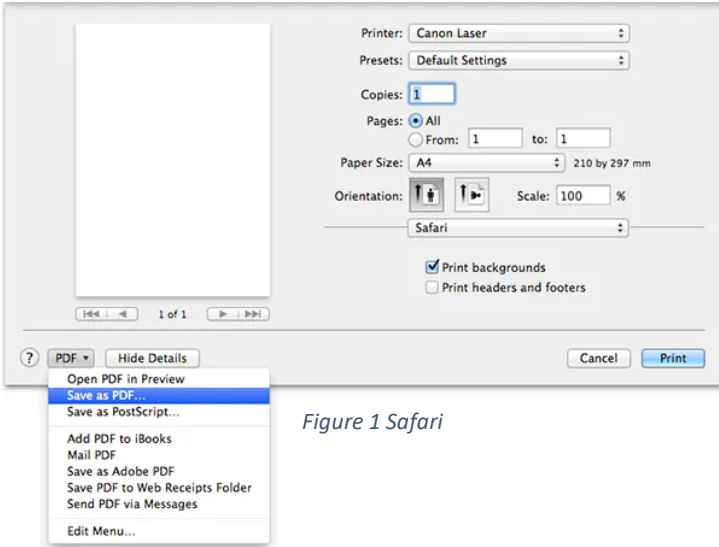 Printer: Canon Laser
Presets: Default Settings
Copies: 1
Pages: All
From: 1 to: 1
Paper Size: A4 210 by 297 mm
Orientation: Scale: 100 %
Safari
Print backgrounds
Print headers and footers
1 of 1
? PDF Hide Details Cancel Print
Open PDF in Preview
Save as PDF...
Save as PostScript...
Add PDF to iBooks
Mail PDF
Save as Adobe PDF
Save PDF to Web Receipts Folder
Send PDF via Messages
Edit Menu...
Figure 1 Safari